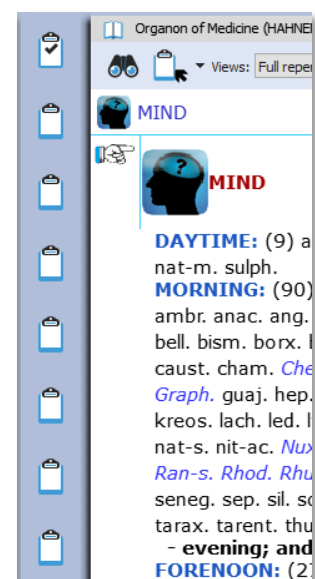 Organon of Medicine (HAHNE
Views: Full reper
MIND
MIND
DAYTIME: (9) a
nat-m. sulph.
MORNING: (90)
ambr. anac. ang.
bell. bism. borx.
caust. cham. Che
Graph. guaj. hep.
kreos. lach. led.
nat-s. nit-ac. Nux
Ran-s. Rhod. Rhu
seneg. sep. sil.
tarax. tarent. thu
- evening; and
FORENOON: (2